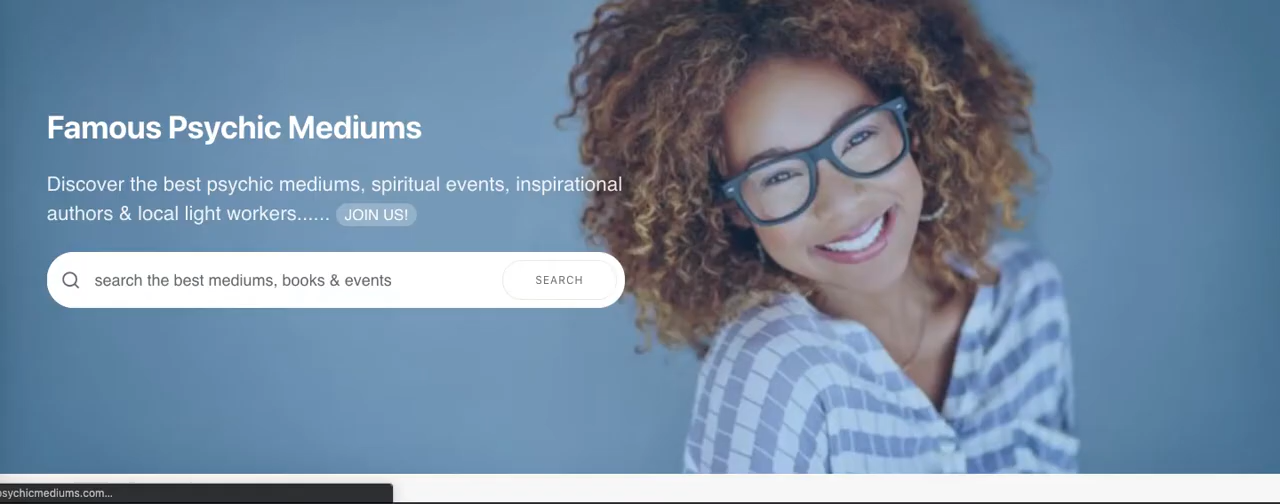 Famous Psychic Mediums
Discover the best psychic mediums, spiritual events, inspirational
authors & local light workers...... JOIN US!
search the best mediums, books & events SEARCH
psychicmediums.com...